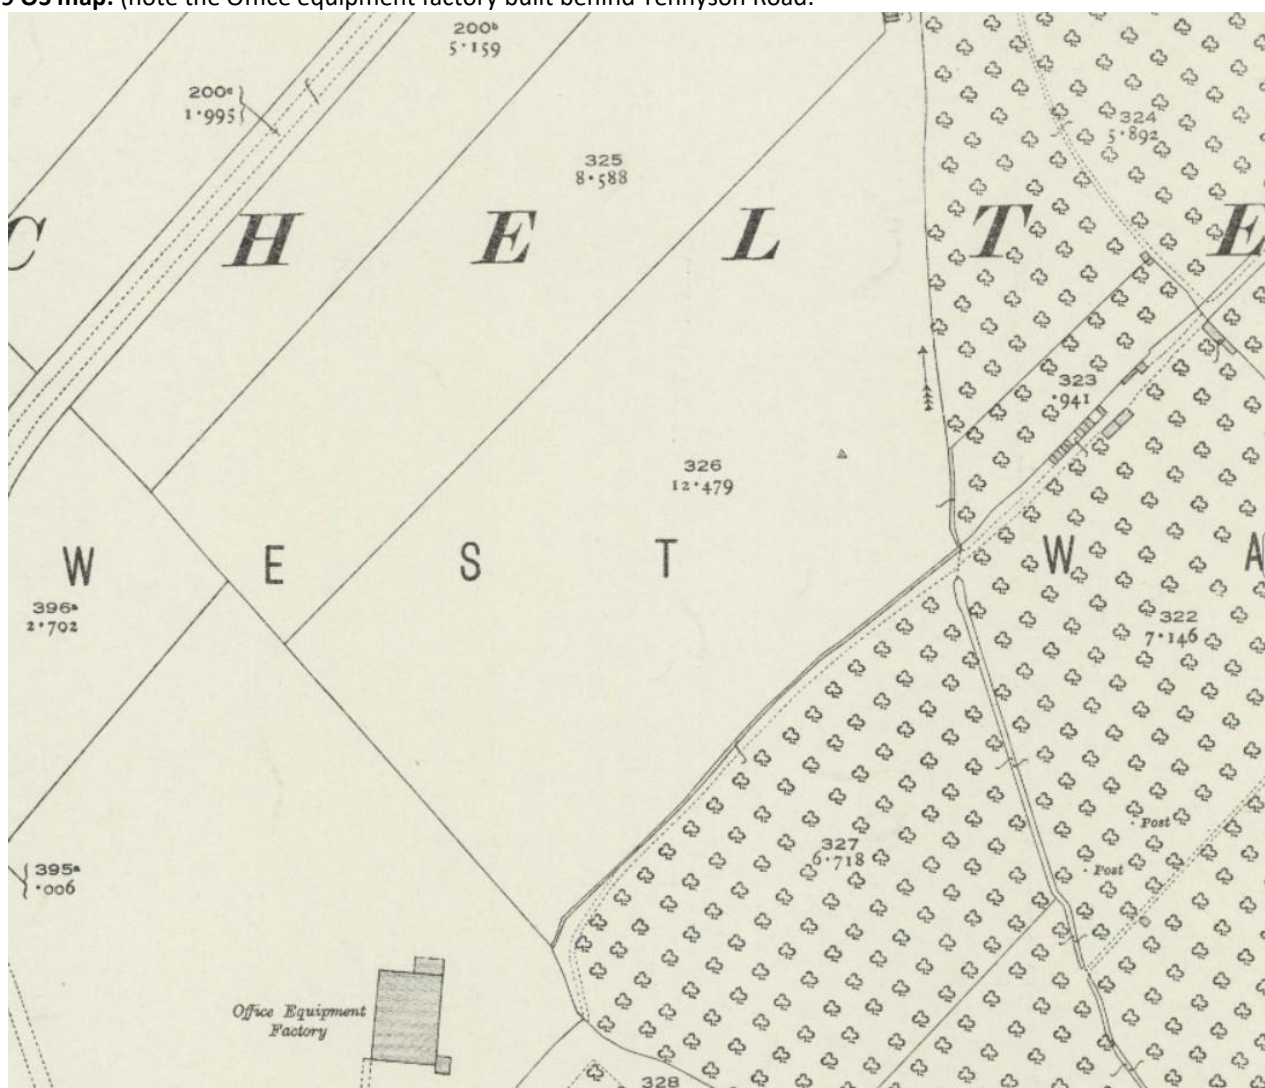 9 OS map. (note the Office equipment factory built behind Tennyson Road.
200ᵇ
5·159
200ᶜ
1·995
324
5·892
325
8·588
C H E L T E
323
·941
326
12·479
W E S T W A
396ᵃ
2·702
322
7·146
Post
327
6·718
Post
395ᵃ
·006
Office Equipment
Factory
328